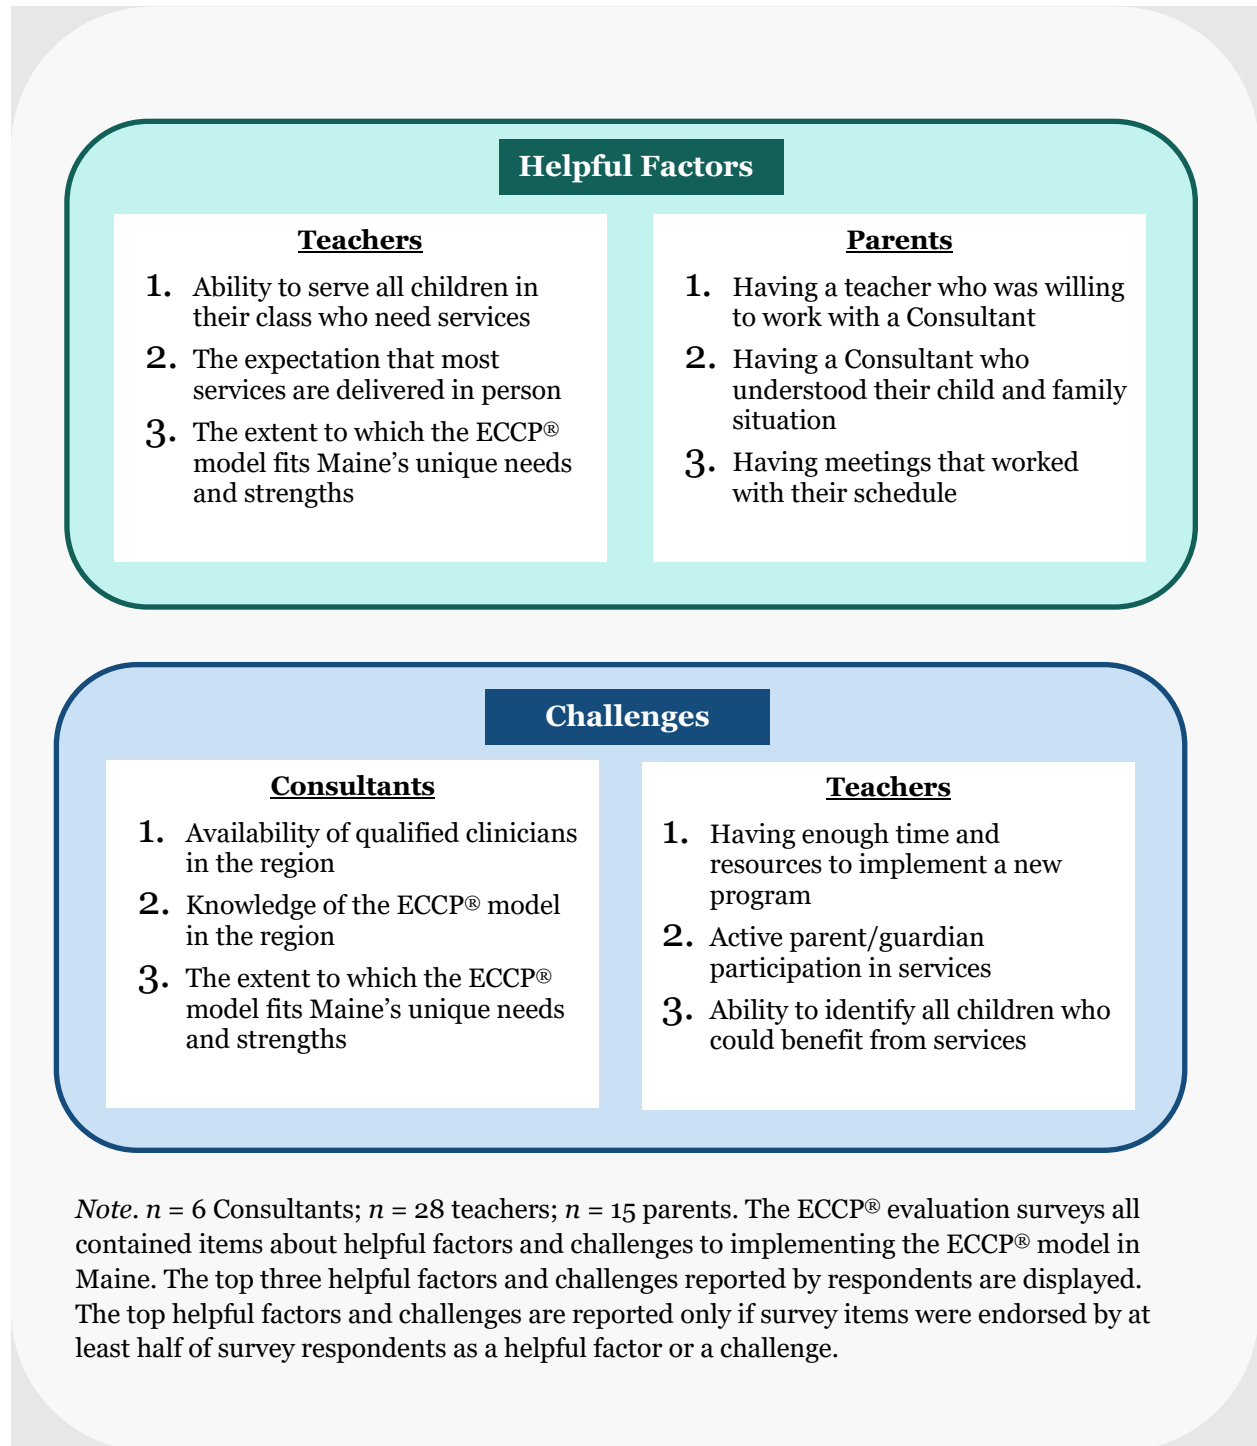 Helpful Factors
Teachers
1. Ability to serve all children in
their class who need services
2. The expectation that most
services are delivered in person
3. The extent to which the ECCP®
model fits Maine’s unique needs
and strengths
Parents
1. Having a teacher who was willing
to work with a Consultant
2. Having a Consultant who
understood their child and family
situation
3. Having meetings that worked
with their schedule
Challenges
Consultants
1. Availability of qualified clinicians
in the region
2. Knowledge of the ECCP® model
in the region
3. The extent to which the ECCP®
model fits Maine’s unique needs
and strengths
Teachers
1. Having enough time and
resources to implement a new
program
2. Active parent/guardian
participation in services
3. Ability to identify all children who
could benefit from services
Note. n = 6 Consultants; n = 28 teachers; n = 15 parents. The ECCP® evaluation surveys all
contained items about helpful factors and challenges to implementing the ECCP® model in
Maine. The top three helpful factors and challenges reported by respondents are displayed.
The top helpful factors and challenges are reported only if survey items were endorsed by at
least half of survey respondents as a helpful factor or a challenge.